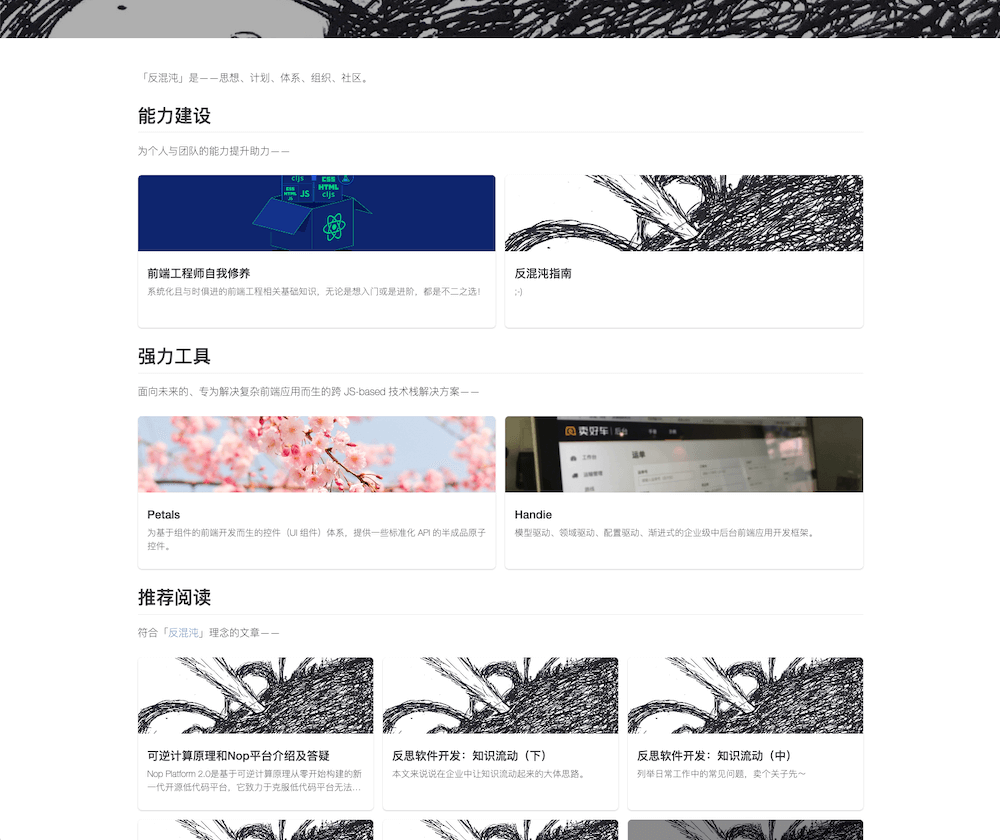 「反混沌」是——思想、计划、体系、组织、社区。
能力建设
为个人与团队的能力提升助力——
cljs
CSS
HTML
HTML
JS
cljs
JS
前端工程师自我修养
系统化且与时俱进的前端工程相关基础知识，无论是想入门或是进阶，都是不二之选！
反混沌指南
;-)
强力工具
面向未来的、专为解决复杂前端应用而生的跨 JS-based 技术栈解决方案——
卖好车 后台
工作台
运单
运输管理
Petals
为基于组件的前端开发而生的控件（UI 组件）体系，提供一些标准化 API 的半成品原子
控件。
Handie
模型驱动、领域驱动、配置驱动、渐进式的企业级中后台前端应用开发框架。
推荐阅读
符合「反混沌」理念的文章——
可逆计算原理和Nop平台介绍及答疑
Nop Platform 2.0是基于可逆计算原理从零开始构建的新
一代开源低代码平台，它致力于克服低代码平台无法…
反思软件开发：知识流动（下）
本文来说说在企业中让知识流动起来的大体思路。
反思软件开发：知识流动（中）
列举日常工作中的常见问题，卖个关子先～